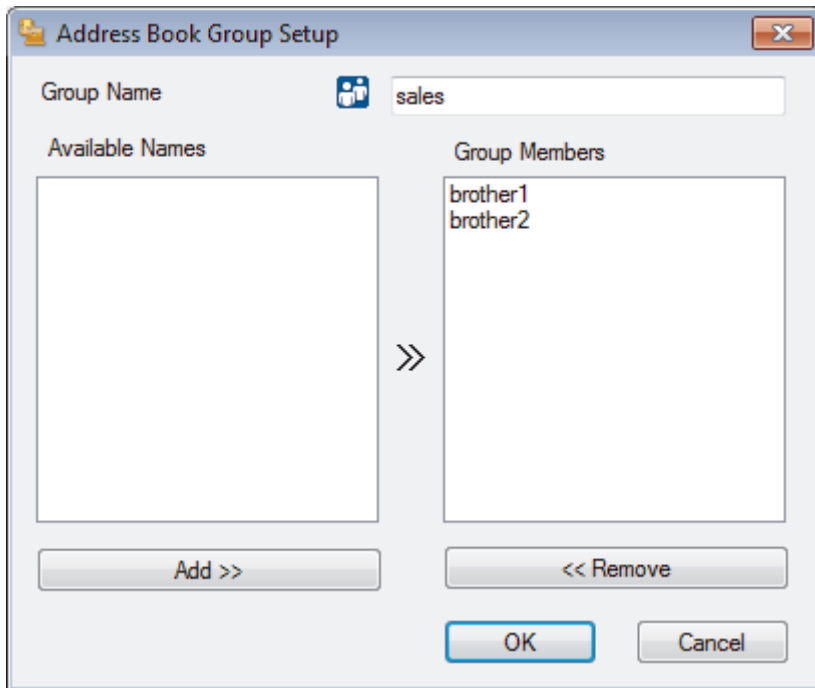 Address Book Group Setup
Group Name
sales
Available Names
Group Members
brother1
brother2
Add >>
<< Remove
OK
Cancel